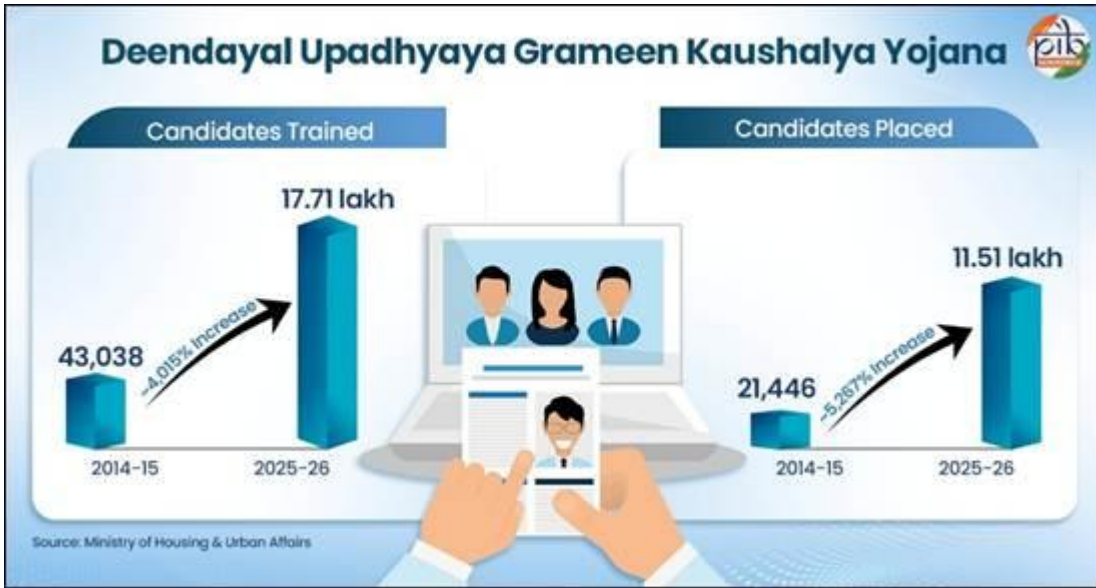 Deendayal Upadhyaya Grameen Kaushalya Yojana
pib
Candidates Trained
17.71 lakh
~4,015% Increase
43,038
2014-15
2025-26
Candidates Placed
11.51 lakh
~5,267% Increase
21,446
2014-15
2025-26
Source: Ministry of Housing & Urban Affairs